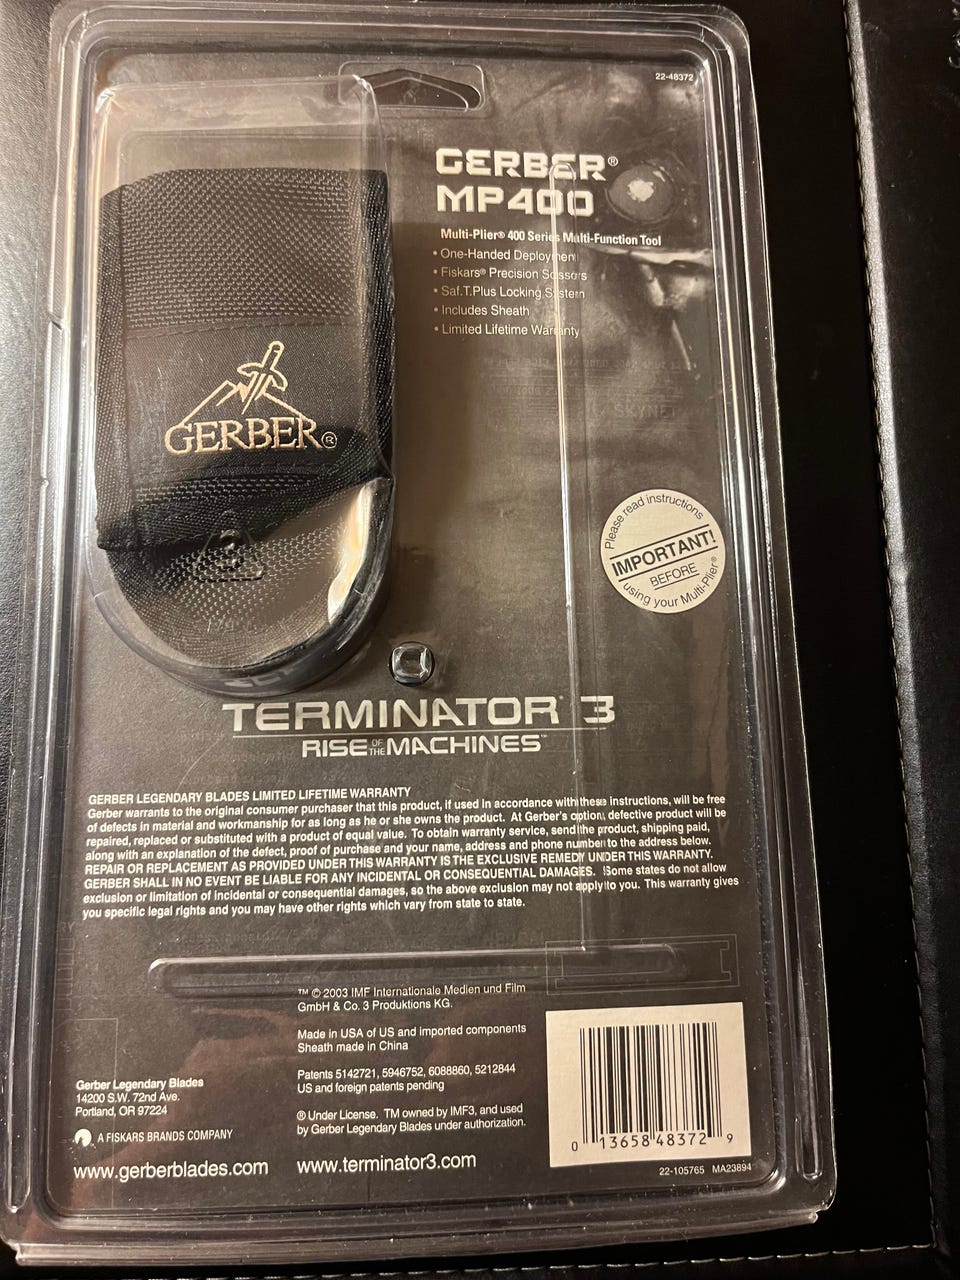 22-48372
GERBER®
MP400
Multi-Plier® 400 Series Multi-Function Tool
• One-Handed Deployment
• Fiskars® Precision Scissors
• Saf.T.Plus Locking System
• Includes Sheath
• Limited Lifetime Warranty
GERBER®
SKYNET
Please read instructions
IMPORTANT!
BEFORE
using your Multi-Plier®
TERMINATOR™ 3
RISE OF THE MACHINES™
GERBER LEGENDARY BLADES LIMITED LIFETIME WARRANTY
Gerber warrants to the original consumer purchaser that this product, if used in accordance with these instructions, will be free
of defects in material and workmanship for as long as he or she owns the product. At Gerber's option, defective product will be
repaired, replaced or substituted with a product of equal value. To obtain warranty service, send the product, shipping paid,
along with an explanation of the defect, proof of purchase and your name, address and phone number to the address below.
REPAIR OR REPLACEMENT AS PROVIDED UNDER THIS WARRANTY IS THE EXCLUSIVE REMEDY UNDER THIS WARRANTY.
GERBER SHALL IN NO EVENT BE LIABLE FOR ANY INCIDENTAL OR CONSEQUENTIAL DAMAGES. Some states do not allow
exclusion or limitation of incidental or consequential damages, so the above exclusion may not apply to you. This warranty gives
you specific legal rights and you may have other rights which vary from state to state.
™ © 2003 IMF Internationale Medien und Film
GmbH & Co. 3 Produktions KG.
Made in USA of US and imported components
Sheath made in China
Patents 5142721, 5946752, 6088860, 5212844
US and foreign patents pending
® Under License. TM owned by IMF3, and used
by Gerber Legendary Blades under authorization.
www.terminator3.com
Gerber Legendary Blades
14200 S.W. 72nd Ave.
Portland, OR 97224
A FISKARS BRANDS COMPANY
www.gerberblades.com
0 13658 48372 9
22-105765 MA23894